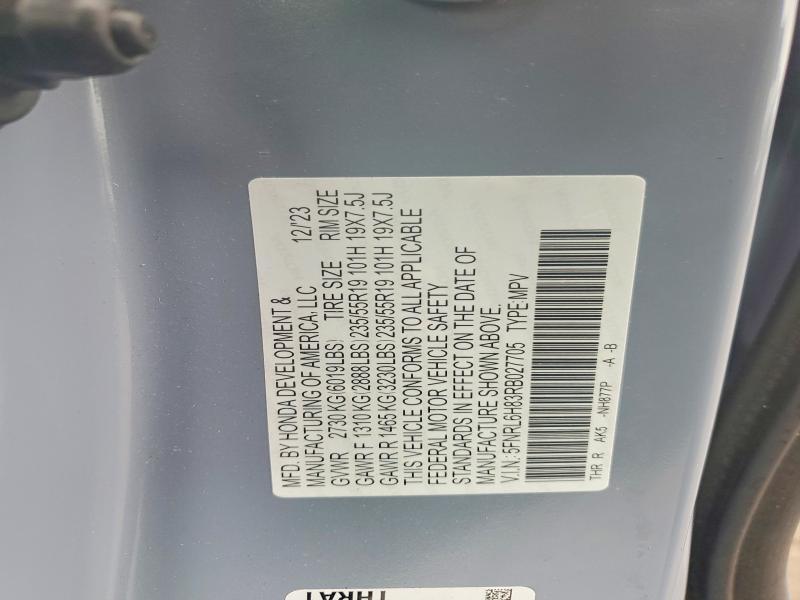 MFD. BY HONDA DEVELOPMENT &
MANUFACTURING OF AMERICA, LLC 12/'23
GVWR 2730 KG(6019LBS) TIRE SIZE RIM SIZE
GAWR F 1310 KG(2888LBS) 235/55R19 101H 19X7.5J
GAWR R 1465 KG(3230LBS) 235/55R19 101H 19X7.5J
THIS VEHICLE CONFORMS TO ALL APPLICABLE
FEDERAL MOTOR VEHICLE SAFETY
STANDARDS IN EFFECT ON THE DATE OF
MANUFACTURE SHOWN ABOVE.
V.I.N.:5FNRL6H83RB027705 TYPE:MPV
THR R AK5 -NH877P -A -B
THRA1